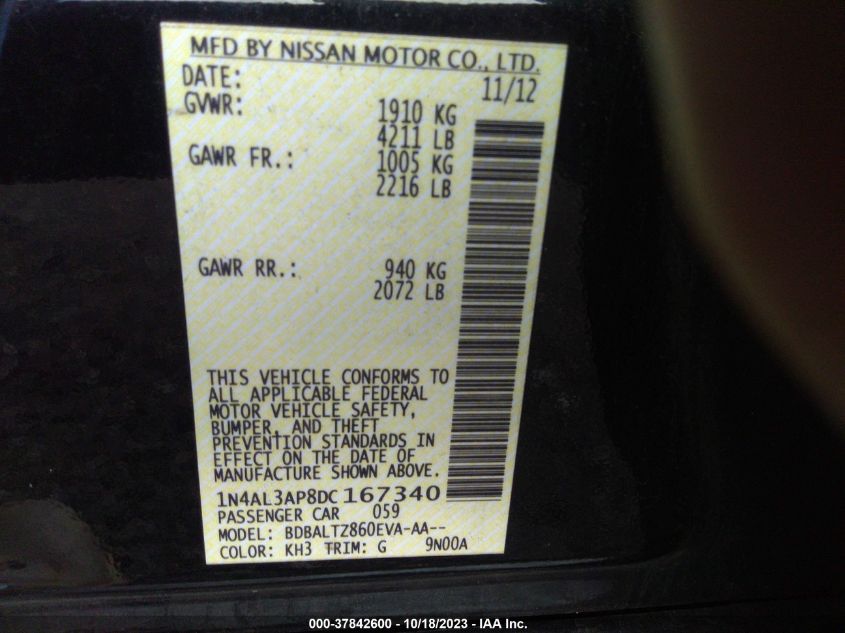 MFD BY NISSAN MOTOR CO., LTD.
DATE: 11/12
GVWR: 1910 KG
4211 LB
GAWR FR.: 1005 KG
2216 LB
GAWR RR.: 940 KG
2072 LB
THIS VEHICLE CONFORMS TO
ALL APPLICABLE FEDERAL
MOTOR VEHICLE SAFETY,
BUMPER, AND THEFT
PREVENTION STANDARDS IN
EFFECT ON THE DATE OF
MANUFACTURE SHOWN ABOVE.
1N4AL3AP8DC167340
PASSENGER CAR 059
MODEL: BDBALTZ860EVA-AA--
COLOR: KH3 TRIM: G 9N00A
000-37842600 - 10/18/2023 - IAA Inc.